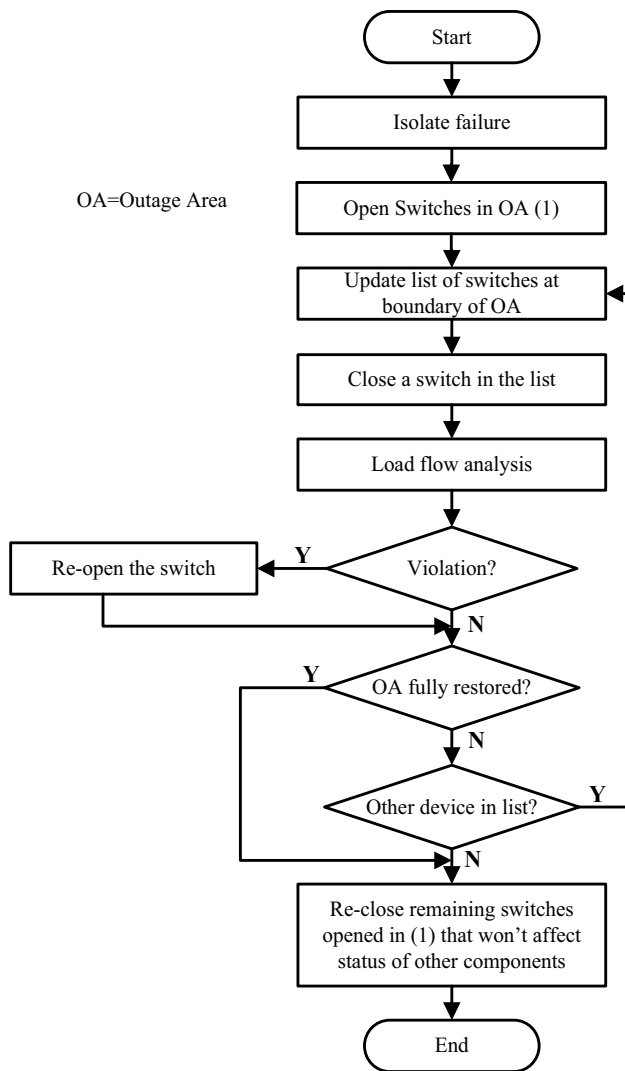 Start
Isolate failure
OA=Outage Area
Open Switches in OA (1)
Update list of switches at
boundary of OA
Close a switch in the list
Load flow analysis
Re-open the switch
Y
Violation?
N
Y
OA fully restored?
N
Other device in list?
Y
N
Re-close remaining switches
opened in (1) that won’t affect
status of other components
End